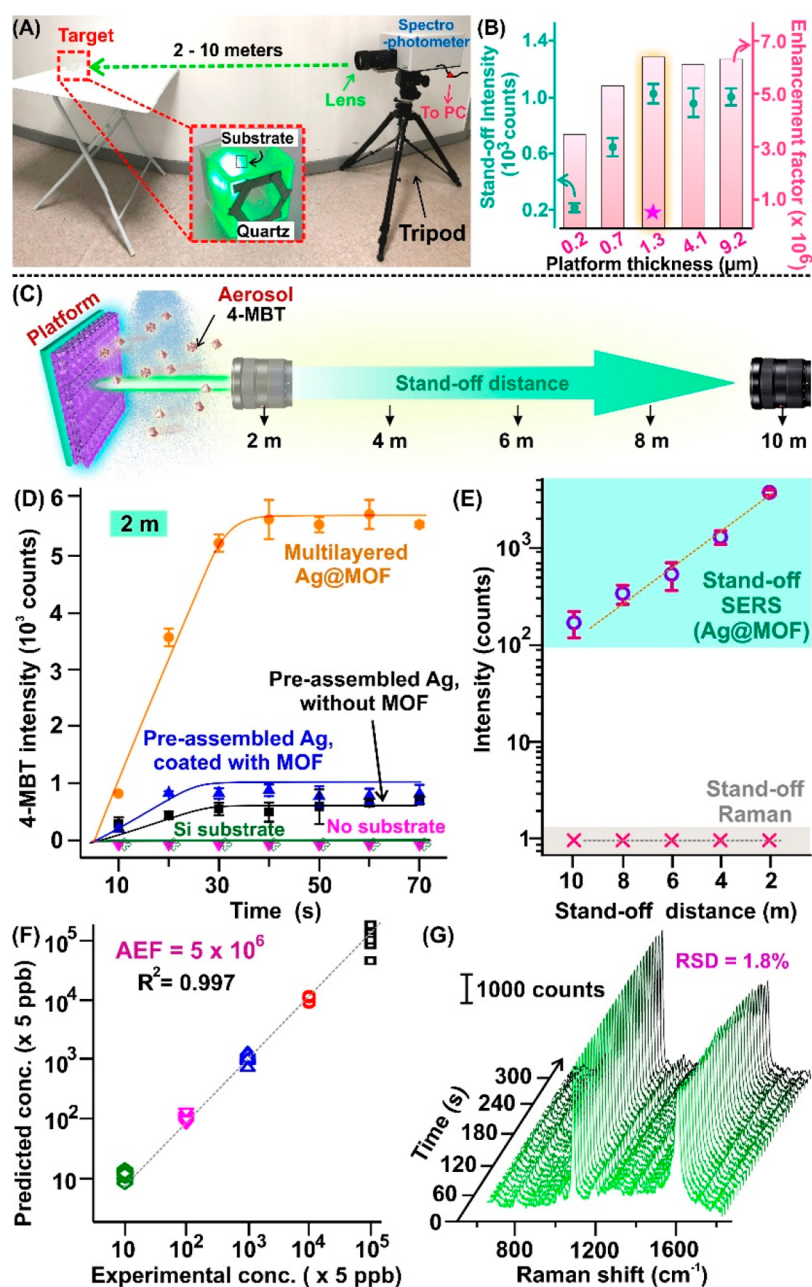 (A)
Target
2 - 10 meters
Spectro
-photometer
Lens
To PC
Substrate
Quartz
Tripod
(B)
Stand-off Intensity
(10³ counts)
1.4
1.0
0.6
0.2
7.0
5.0
3.0
1.0
Enhancement factor
(x 10⁶)
0.2 0.7 1.3 4.1 9.2
Platform thickness (μm)
(C)
Platform
Aerosol
4-MBT
Stand-off distance
2 m 4 m 6 m 8 m 10 m
(D)
4-MBT intensity (10³ counts)
6
5
4
3
2
1
0
2 m
Multilayered
Ag@MOF
Pre-assembled Ag,
without MOF
Pre-assembled Ag,
coated with MOF
Si substrate
No substrate
10 30 50 70
Time (s)
(E)
Intensity (counts)
10³
10²
10
1
Stand-off
SERS
(Ag@MOF)
Stand-off
Raman
10 8 6 4 2
Stand-off distance (m)
(F)
Predicted conc. (x 5 ppb)
10⁵
10⁴
10³
10²
10
AEF = 5 x 10⁶
R²= 0.997
10 10² 10³ 10⁴ 10⁵
Experimental conc. ( x 5 ppb)
(G)
RSD = 1.8%
1000 counts
Time (s)
300
240
180
120
60
0
800 1200 1600
Raman shift (cm⁻¹)